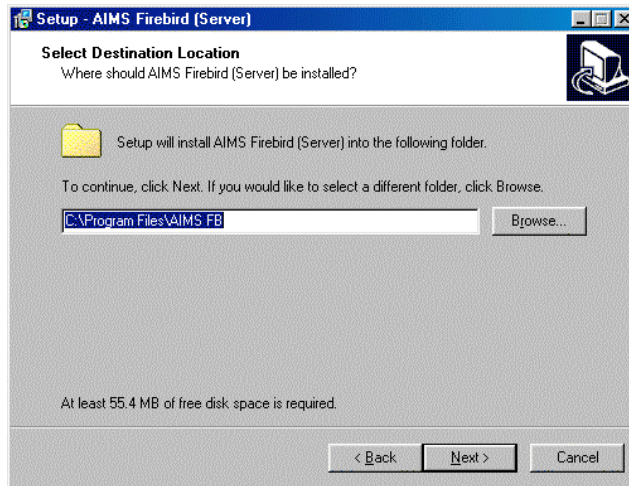 Setup - AIMS Firebird (Server)
Select Destination Location
Where should AIMS Firebird (Server) be installed?
Setup will install AIMS Firebird (Server) into the following folder.
To continue, click Next. If you would like to select a different folder, click Browse.
C:\Program Files\AIMS FB
Browse...
At least 55.4 MB of free disk space is required.
< Back
Next >
Cancel